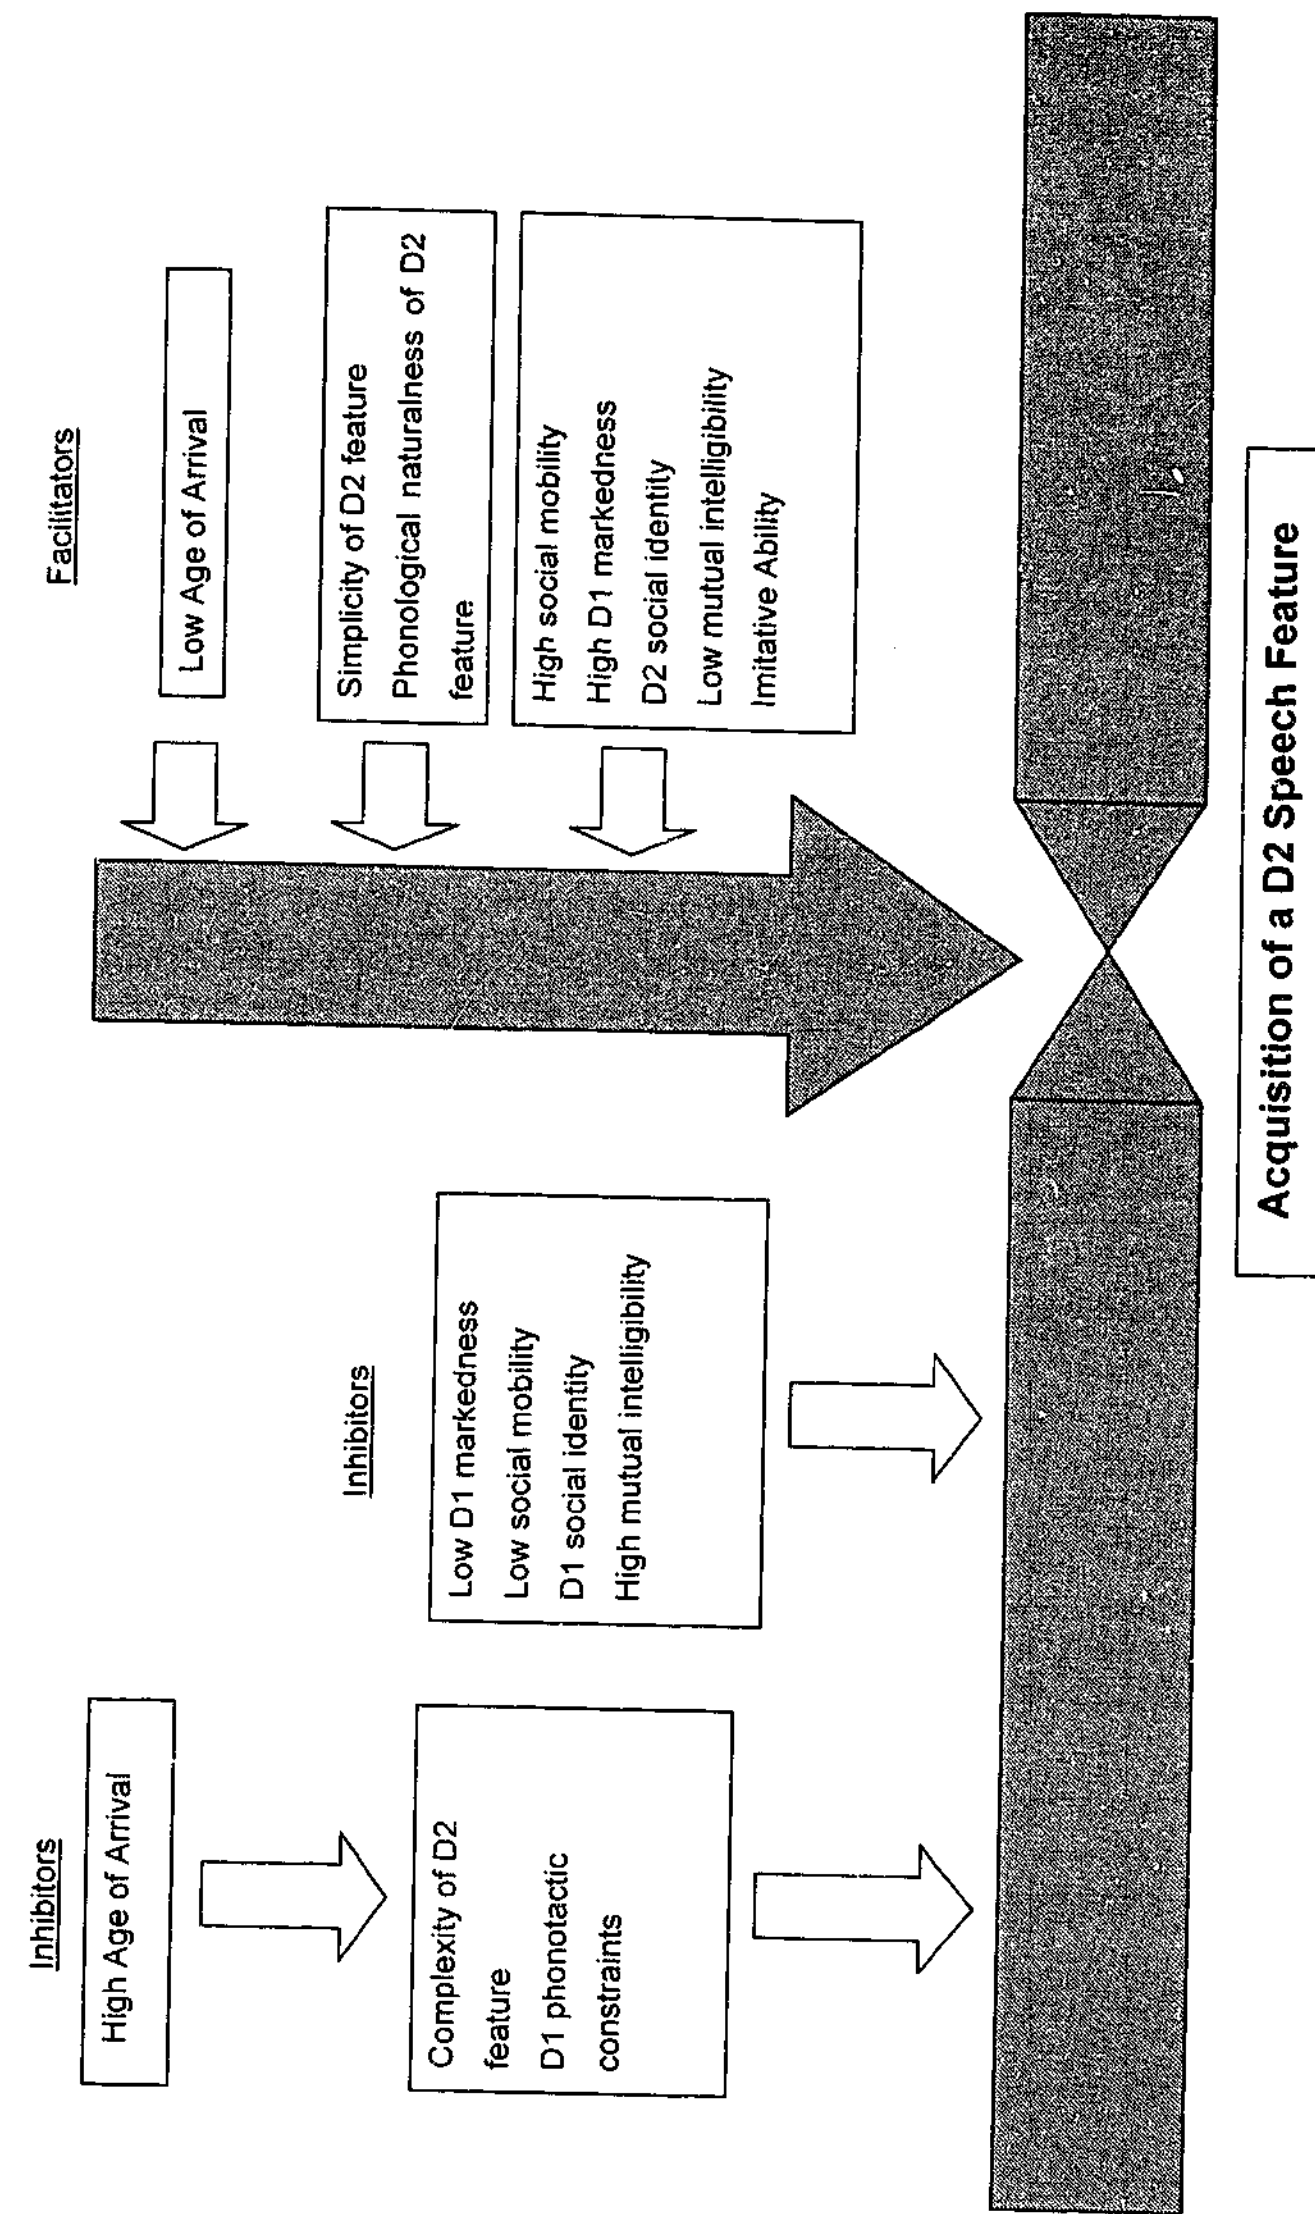 Inhibitors
High Age of Arrival
Complexity of D2
feature
D1 phonotactic
constraints
Inhibitors
Low D1 markedness
Low social mobility
D1 social identity
High mutual intelligibility
Facilitators
Low Age of Arrival
Simplicity of D2 feature
Phonological naturalness of D2
feature
High social mobility
High D1 markedness
D2 social identity
Low mutual intelligibility
Imitative Ability
Acquisition of a D2 Speech Feature